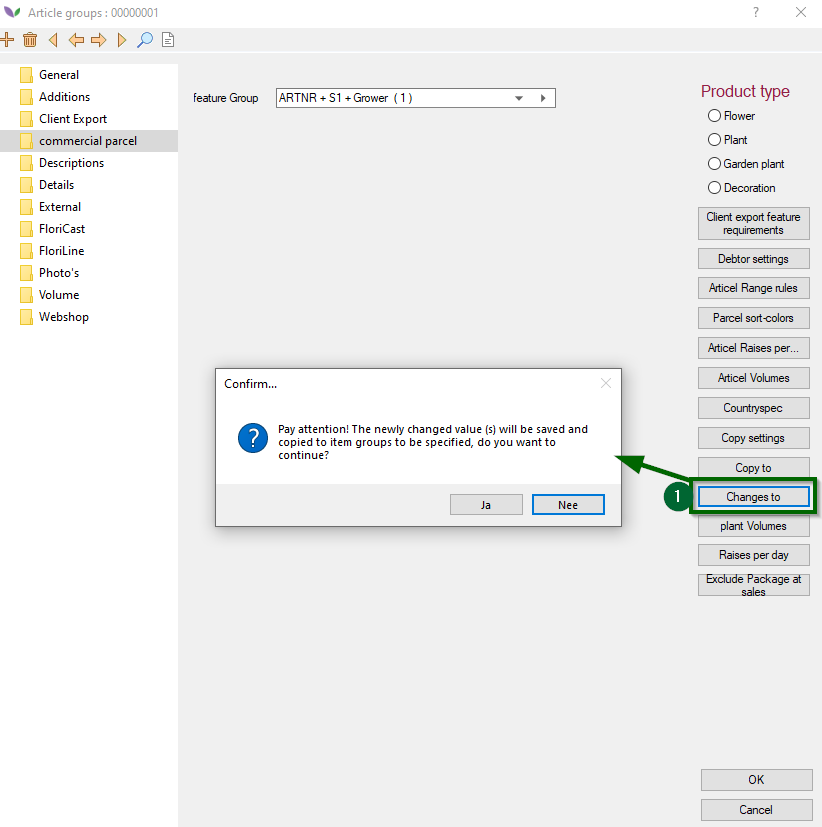 Article groups : 00000001
?
General
Additions
Client Export
commercial parcel
Descriptions
Details
External
FloriCast
FloriLine
Photo's
Volume
Webshop
feature Group
ARTNR + S1 + Grower ( 1 )
Product type
Flower
Plant
Garden plant
Decoration
Client export feature
requirements
Debtor settings
Articel Range rules
Parcel sort-colors
Articel Raises per...
Articel Volumes
Countryspec
Copy settings
Copy to
1
Changes to
plant Volumes
Raises per day
Exclude Package at
sales
Confirm...
?
Pay attention! The newly changed value (s) will be saved and
copied to item groups to be specified, do you want to
continue?
Ja
Nee
OK
Cancel